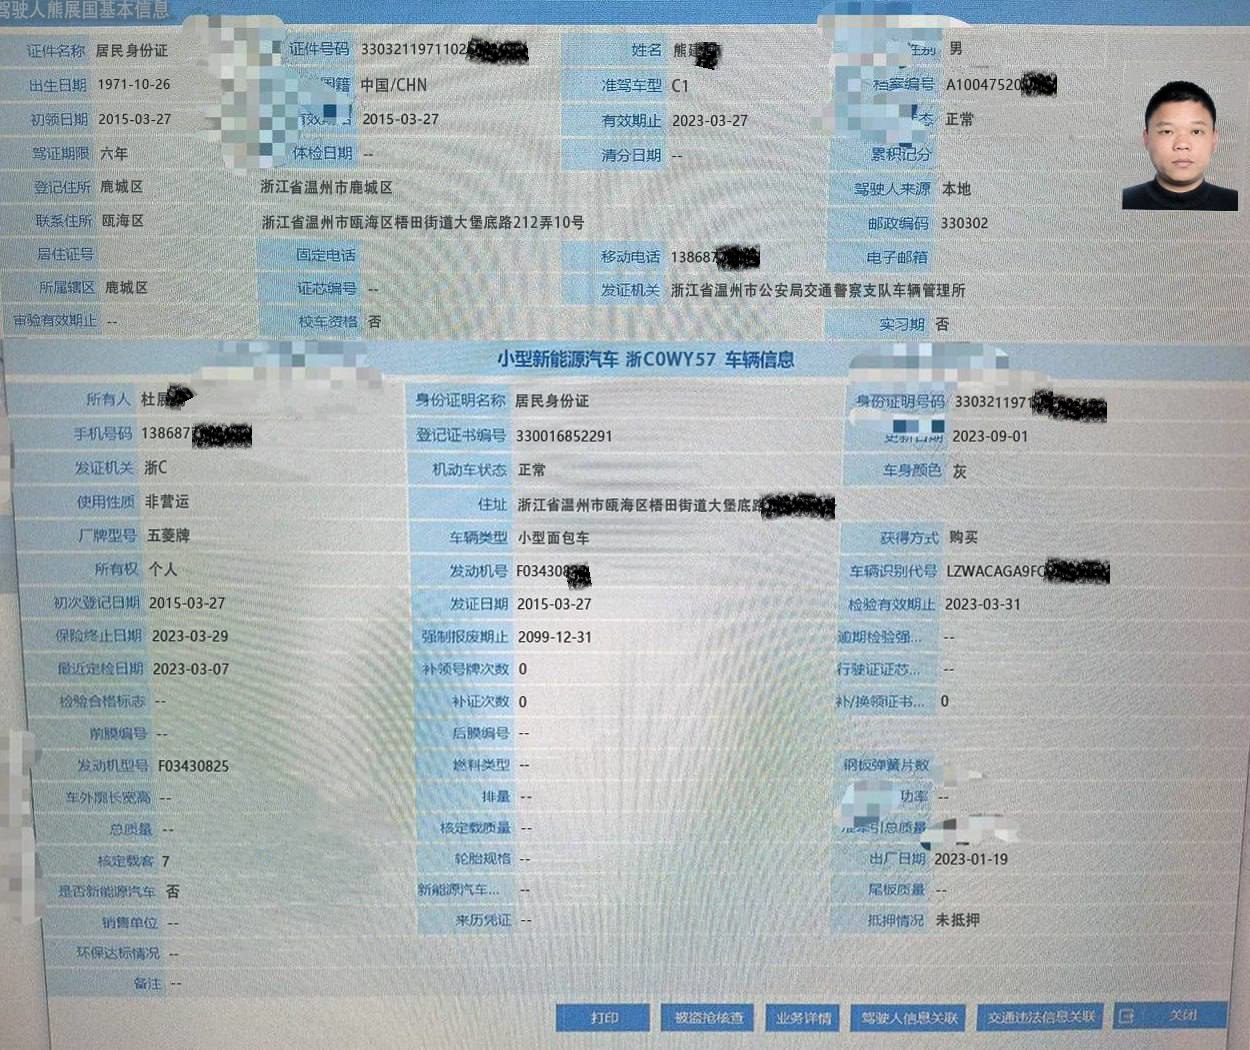 驾驶人熊展国基本信息
证件名称 居民身份证 证件号码 3303211971102 姓名 熊 性别 男
出生日期 1971-10-26 国籍 中国/CHN 准驾车型 C1 档案编号 A10047520
初领日期 2015-03-27 有效期 2015-03-27 有效期止 2023-03-27 态 正常
驾证期限 六年 体检日期 -- 清分日期 -- 累积记分
登记住所 鹿城区 浙江省温州市鹿城区 驾驶人来源 本地
联系住所 瓯海区 浙江省温州市瓯海区梧田街道大堡底路212弄10号 邮政编码 330302
居住证号 固定电话 移动电话 138687 电子邮箱
所属辖区 鹿城区 证芯编号 -- 发证机关 浙江省温州市公安局交通警察支队车辆管理所
审验有效期止 -- 校车资格 否 实习期 否
小型新能源汽车 浙C0WY57 车辆信息
所有人 杜 身份证明名称 居民身份证 身份证明号码 3303211971
手机号码 138687 登记证书编号 330016852291 更新日期 2023-09-01
发证机关 浙C 机动车状态 正常 车身颜色 灰
使用性质 非营运 住址 浙江省温州市瓯海区梧田街道大堡底路
厂牌型号 五菱牌 车辆类型 小型面包车 获得方式 购买
所有权 个人 发动机号 F03430 车辆识别代号 LZWACAGA9F
初次登记日期 2015-03-27 发证日期 2015-03-27 检验有效期止 2023-03-31
保险终止日期 2023-03-29 强制报废期止 2099-12-31 逾期检验强... --
最近定检日期 2023-03-07 补领号牌次数 0 行驶证证芯... --
检验合格标志 -- 补证次数 0 补/换领证书... 0
前膜编号 -- 后膜编号 --
发动机型号 F03430825 燃料类型 -- 钢板弹簧片数
车外廓长宽高 -- 排量 -- 功率 --
总质量 -- 核定载质量 -- 准牵引总质量
核定载客 7 轮胎规格 -- 出厂日期 2023-01-19
是否新能源汽车 否 新能源汽车... -- 尾板质量 --
销售单位 -- 来历凭证 -- 抵押情况 未抵押
环保达标情况 --
备注 --
打印 被盗抢核查 业务详情 驾驶人信息关联 交通违法信息关联 关闭